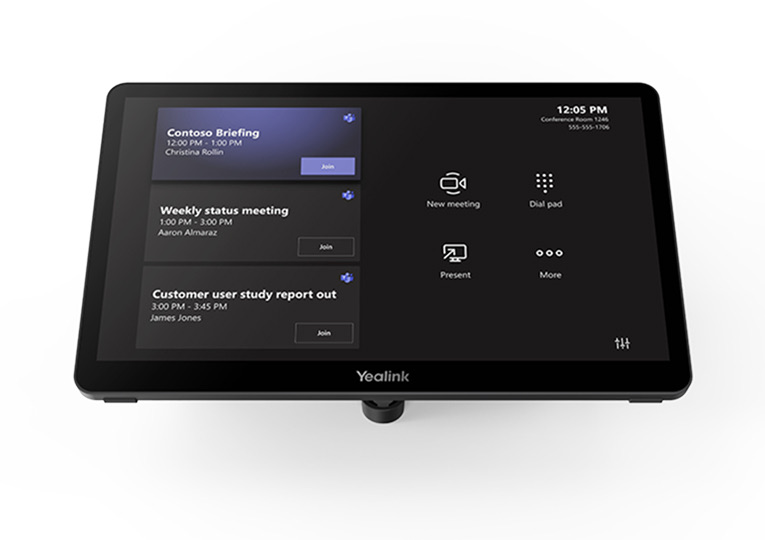 Contoso Briefing
12:00 PM - 1:00 PM
Christina Rollin
Join
Weekly status meeting
1:00 PM - 3:00 PM
Aaron Almaraz
Join
Customer user study report out
3:00 PM - 3:45 PM
James Jones
Join
12:05 PM
Conference Room 1246
555-555-1706
New meeting
Dial pad
Present
More
Yealink